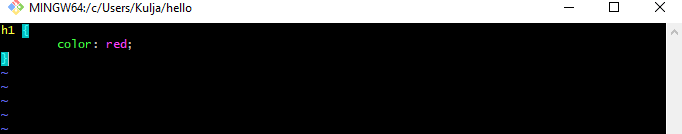 MINGW64:/c/Users/Kulja/hello
h1 {
      color: red;
}
~
~
~
~
~